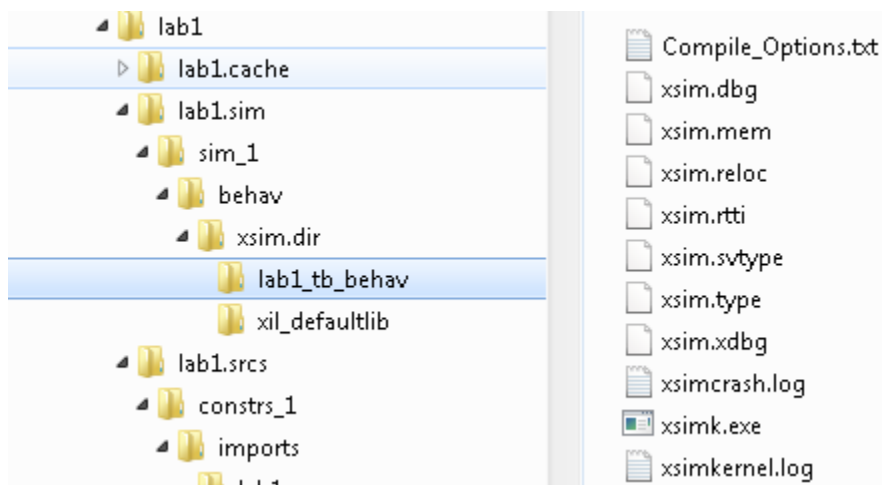 lab1
lab1.cache
lab1.sim
sim_1
behav
xsim.dir
lab1_tb_behav
xil_defaultlib
lab1.srcs
constrs_1
imports
Compile_Options.txt
xsim.dbg
xsim.mem
xsim.reloc
xsim.rtti
xsim.svtype
xsim.type
xsim.xdbg
xsimcrash.log
xsimk.exe
xsimkernel.log